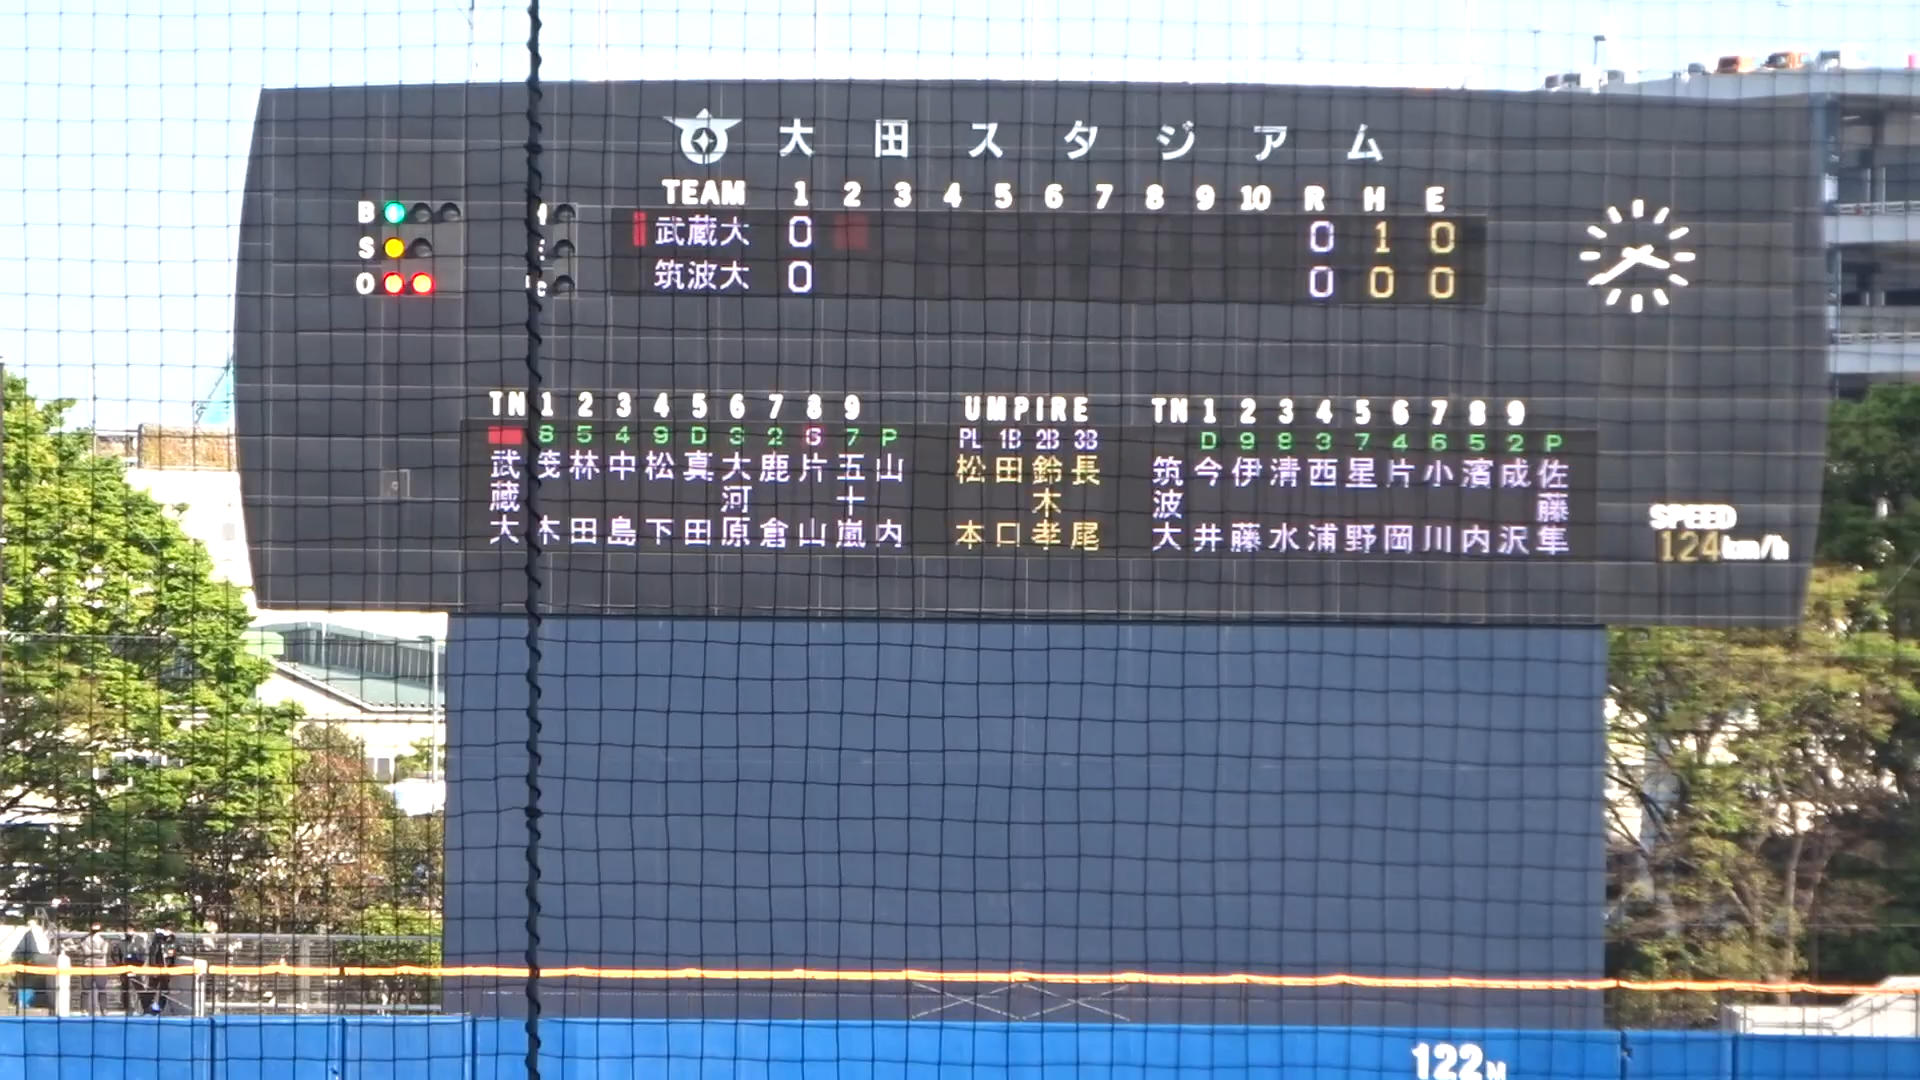 大田スタジアム
TEAM 1 2 3 4 5 6 7 8 9 10 R H E
B
武蔵大 0 0 1 0
S
筑波大 0 0 0 0
O
TN 1 2 3 4 5 6 7 8 9
8 5 4 9 D 3 2 6 7 P
武蔵大 茂木 林田 中島 松下 真田 大河原 鹿倉 片山 五十嵐 山内
UMPIRE
PL 1B 2B 3B
松本 田口 鈴木孝 長尾
TN 1 2 3 4 5 6 7 8 9
D 9 8 3 7 4 6 5 2 P
筑波大 今井 伊藤 清水 西浦 星野 片岡 小川 濱内 成沢 佐藤隼
SPEED
124km/h
122M